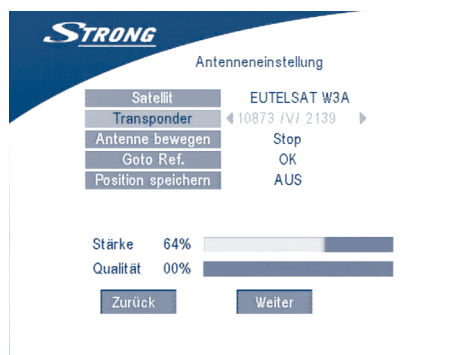 STRONG
Antenneneinstellung
Satellit EUTELSAT W3A
Transponder 10873 /V/ 2139
Antenne bewegen Stop
Goto Ref. OK
Position speichern AUS
Stärke 64%
Qualität 00%
Zurück Weiter